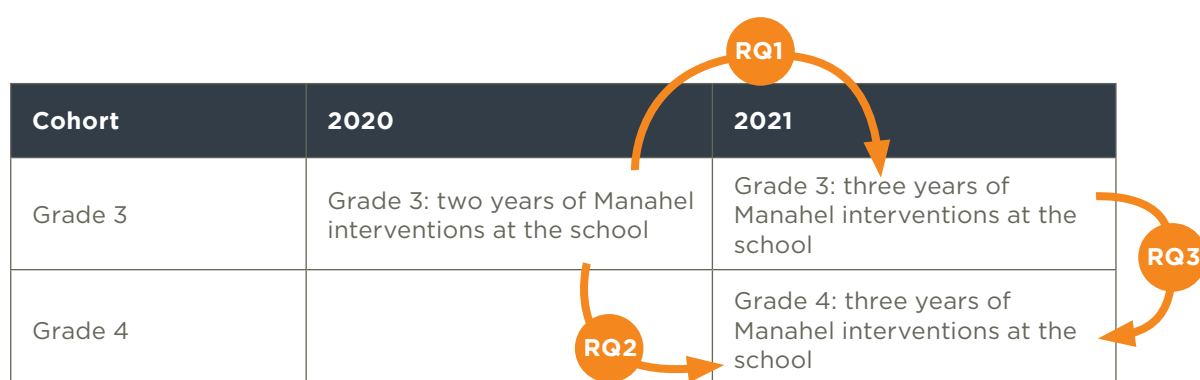 RQ1
Cohort
2020
2021
Grade 3
Grade 3: two years of Manahel
interventions at the school
Grade 3: three years of
Manahel interventions at the
school
RQ3
Grade 4
RQ2
Grade 4: three years of
Manahel interventions at the
school